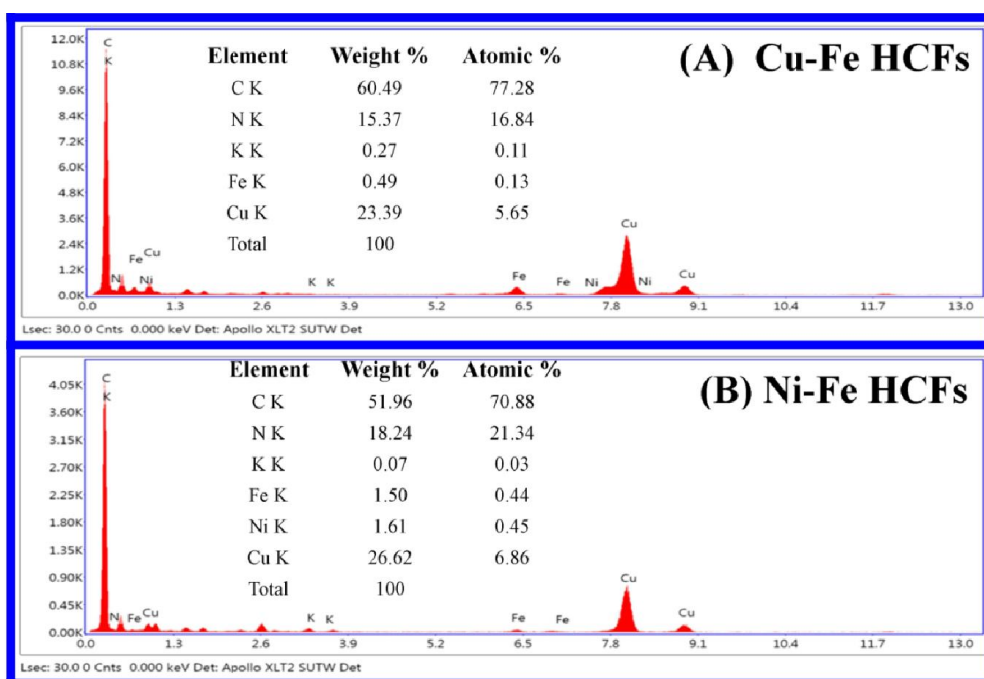 (A) Cu-Fe HCFs
Element Weight % Atomic %
C K 60.49 77.28
N K 15.37 16.84
K K 0.27 0.11
Fe K 0.49 0.13
Cu K 23.39 5.65
Total 100
12.0K
10.8K
9.6K
8.4K
7.2K
6.0K
4.8K
3.6K
2.4K
1.2K
0.0K
C
K
N
Fe
Ni
Cu
K K
Fe
Fe
Ni
Cu
Ni
Cu
0.0 1.3 2.6 3.9 5.2 6.5 7.8 9.1 10.4 11.7 13.0
Lsec: 30.0 0 Cnts 0.000 keV Det: Apollo XLT2 SUTW Det
(B) Ni-Fe HCFs
Element Weight % Atomic %
C K 51.96 70.88
N K 18.24 21.34
K K 0.07 0.03
Fe K 1.50 0.44
Ni K 1.61 0.45
Cu K 26.62 6.86
Total 100
4.05K
3.60K
3.15K
2.70K
2.25K
1.80K
1.35K
0.90K
0.45K
0.00K
C
K
N
Fe
Cu
K K
Fe
Fe
Cu
Cu
0.0 1.3 2.6 3.9 5.2 6.5 7.8 9.1 10.4 11.7 13.0
Lsec: 30.0 0 Cnts 0.000 keV Det: Apollo XLT2 SUTW Det